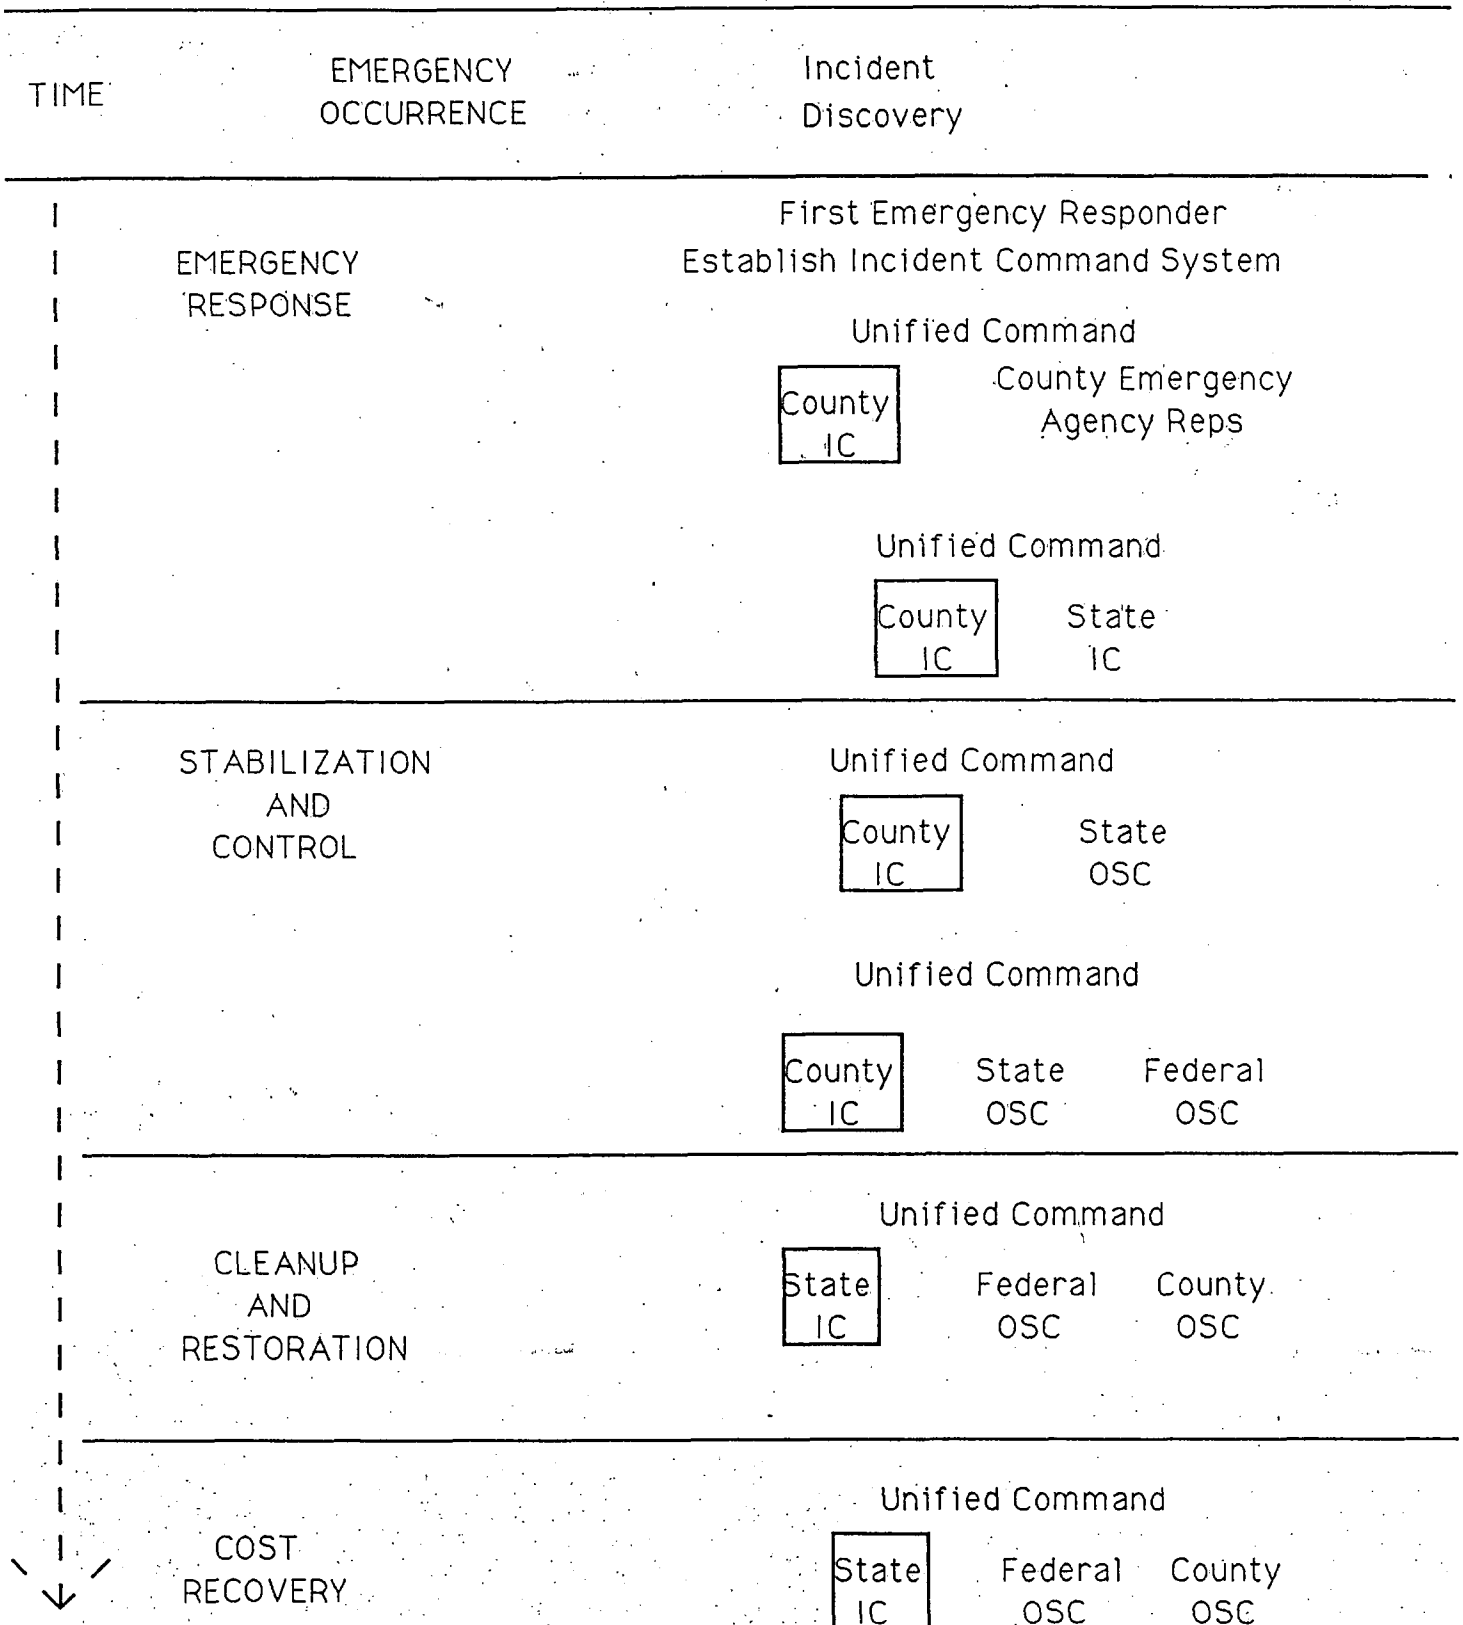 TIME
EMERGENCY
OCCURRENCE
Incident
Discovery
EMERGENCY
RESPONSE
First Emergency Responder
Establish Incident Command System
Unified Command
County
IC
County Emergency
Agency Reps
Unified Command
County
IC
State
IC
STABILIZATION
AND
CONTROL
Unified Command
County
IC
State
OSC
Unified Command
County
IC
State
OSC
Federal
OSC
CLEANUP
AND
RESTORATION
Unified Command
State
IC
Federal
OSC
County
OSC
COST
RECOVERY
Unified Command
State
IC
Federal
OSC
County
OSC